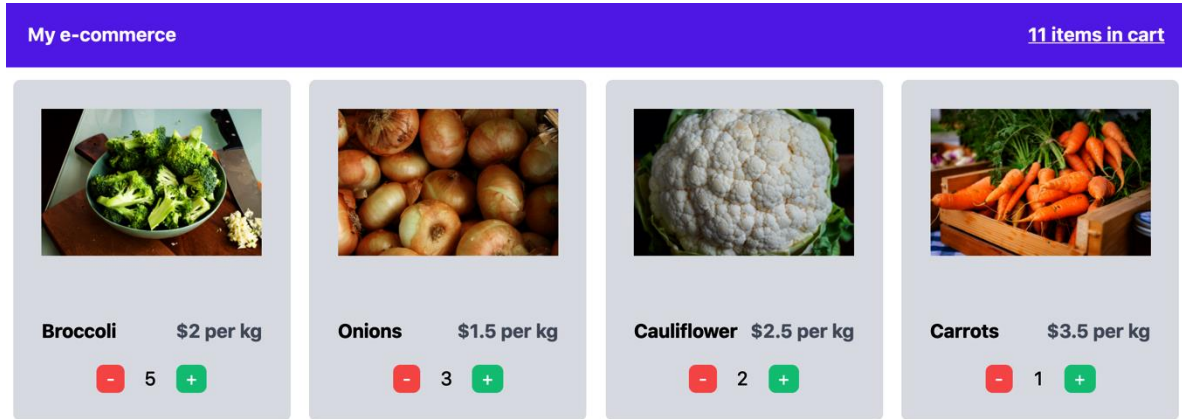 My e-commerce
11 items in cart
Broccoli $2 per kg
- 5 +
Onions $1.5 per kg
- 3 +
Cauliflower $2.5 per kg
- 2 +
Carrots $3.5 per kg
- 1 +